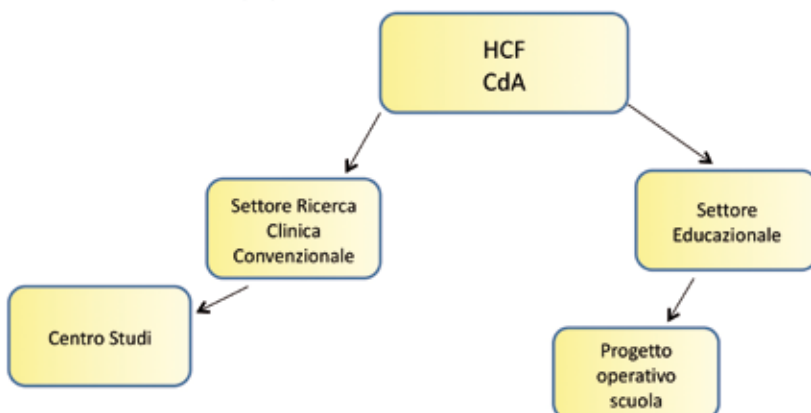 HCF
CdA
Settore Ricerca
Clinica
Convenzionale
Settore
Educazionale
Centro Studi
Progetto
operativo
scuola